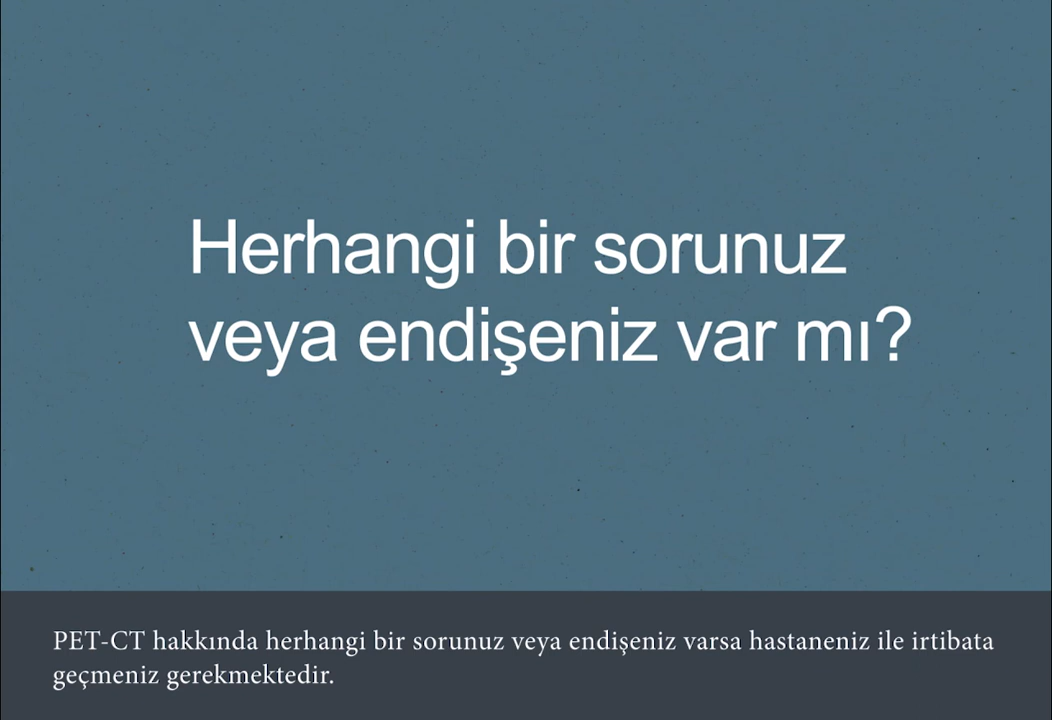 Herhangi bir sorunuz
veya endişeniz var mı?
PET-CT hakkında herhangi bir sorunuz veya endişeniz varsa hastaneniz ile irtibata
geçmeniz gerekmektedir.